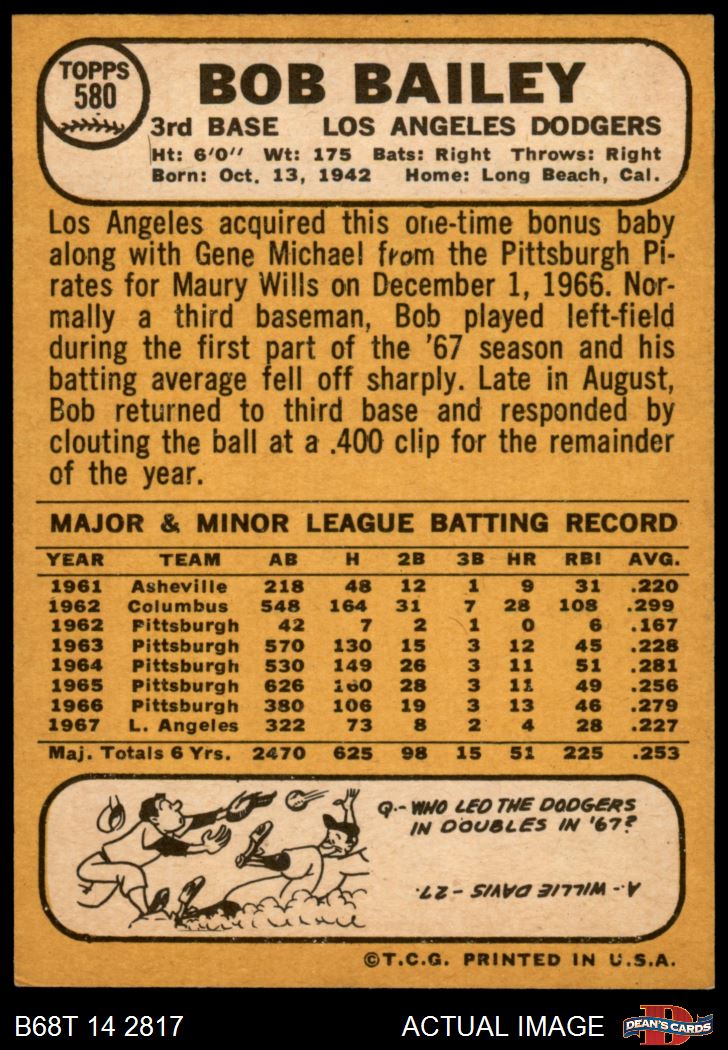 TOPPS
580
BOB BAILEY
3rd BASE LOS ANGELES DODGERS
Ht: 6'0" Wt: 175 Bats: Right Throws: Right
Born: Oct. 13, 1942 Home: Long Beach, Cal.
Los Angeles acquired this one-time bonus baby
along with Gene Michael from the Pittsburgh Pi-
rates for Maury Wills on December 1, 1966. Nor-
mally a third baseman, Bob played left-field
during the first part of the '67 season and his
batting average fell off sharply. Late in August,
Bob returned to third base and responded by
clouting the ball at a .400 clip for the remainder
of the year.
MAJOR & MINOR LEAGUE BATTING RECORD
YEAR TEAM AB H 2B 3B HR RBI AVG.
1961 Asheville 218 48 12 1 9 31 .220
1962 Columbus 548 164 31 7 28 108 .299
1962 Pittsburgh 42 7 2 1 0 6 .167
1963 Pittsburgh 570 130 15 3 12 45 .228
1964 Pittsburgh 530 149 26 3 11 51 .281
1965 Pittsburgh 626 160 28 3 11 49 .256
1966 Pittsburgh 380 106 19 3 13 46 .279
1967 L. Angeles 322 73 8 2 4 28 .227
Maj. Totals 6 Yrs. 2470 625 98 15 51 225 .253
Q.- WHO LED THE DODGERS
IN DOUBLES IN '67?
A.- WILLIE DAVIS - 27.
©T.C.G. PRINTED IN U.S.A.
B68T 14 2817 ACTUAL IMAGE
D
DEAN'S CARDS